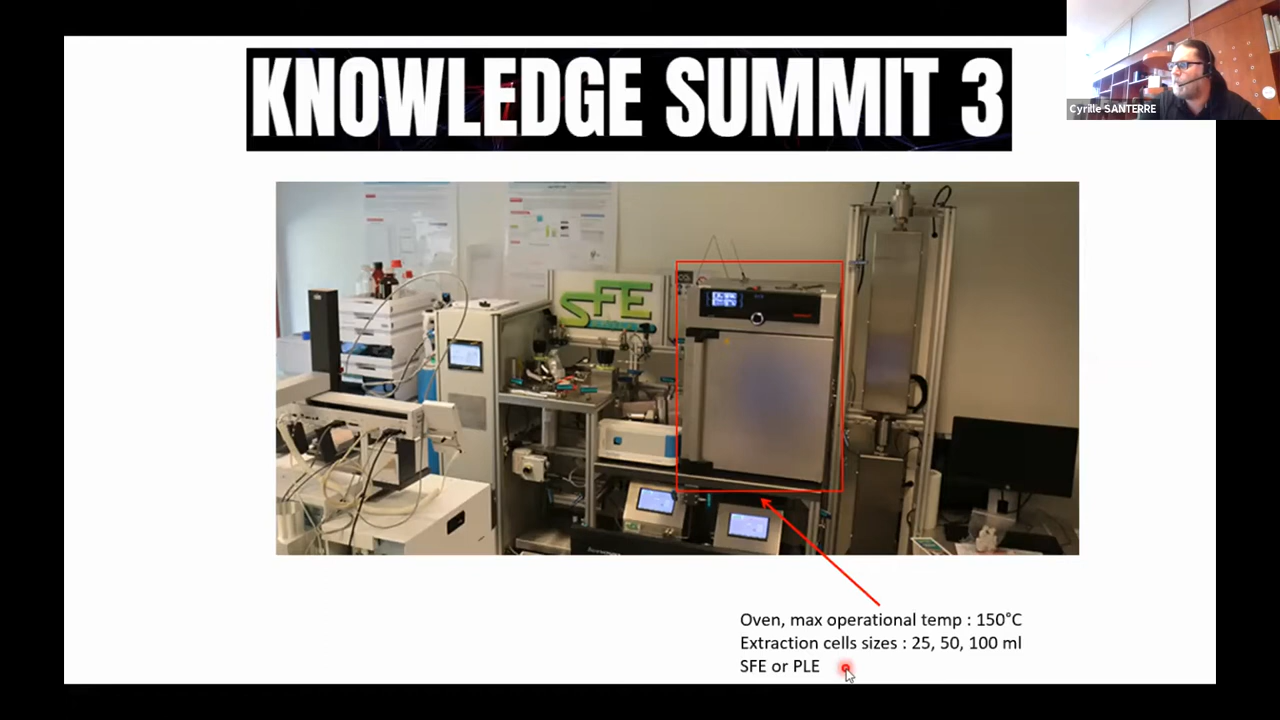 KNOWLEDGE SUMMIT 3
Cyrille SANTERRE
SFE
Oven, max operational temp : 150°C
Extraction cells sizes : 25, 50, 100 ml
SFE or PLE